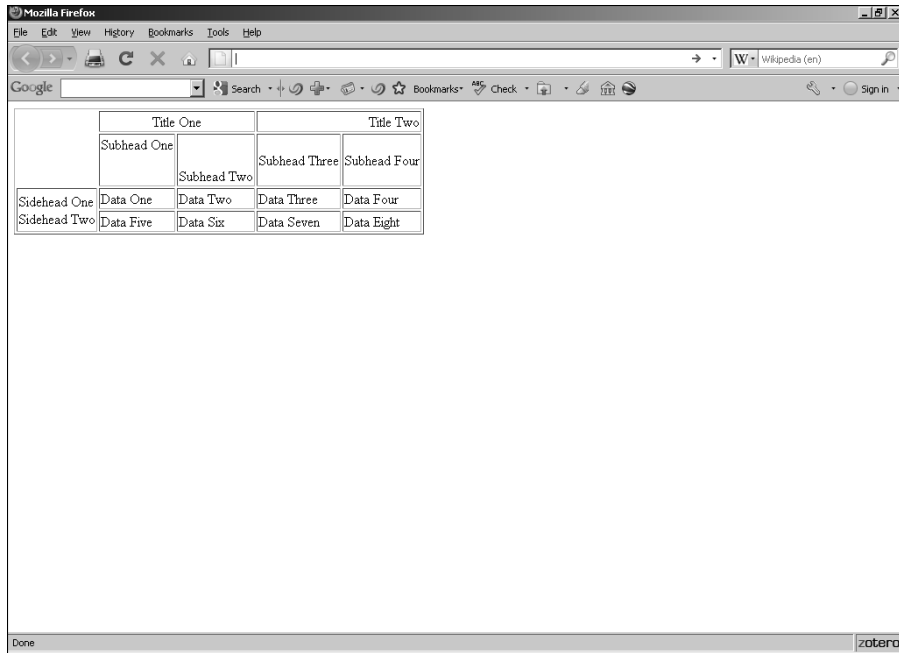 Mozilla Firefox
File Edit View History Bookmarks Tools Help
W Wikipedia (en)
Google Search Bookmarks ABC Check Sign in
Title One Title Two
Subhead One Subhead Two Subhead Three Subhead Four
Sidehead One Data One Data Two Data Three Data Four
Sidehead Two Data Five Data Six Data Seven Data Eight
Done zotero